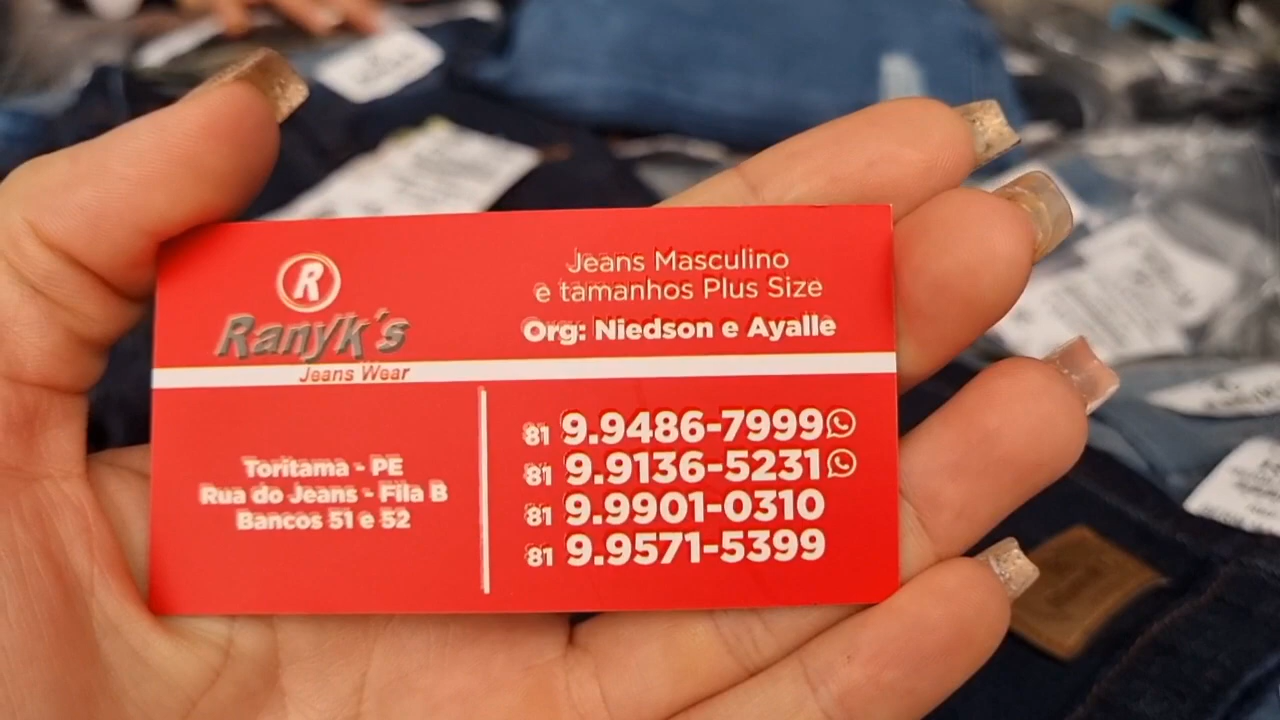 R
Ranyk's
Jeans Wear
Jeans Masculino
e tamanhos Plus Size
Org: Niedson e Ayalle
Toritama - PE
Rua do Jeans - Fila B
Bancos 51 e 52
81 9.9486-7999
81 9.9136-5231
81 9.9901-0310
81 9.9571-5399